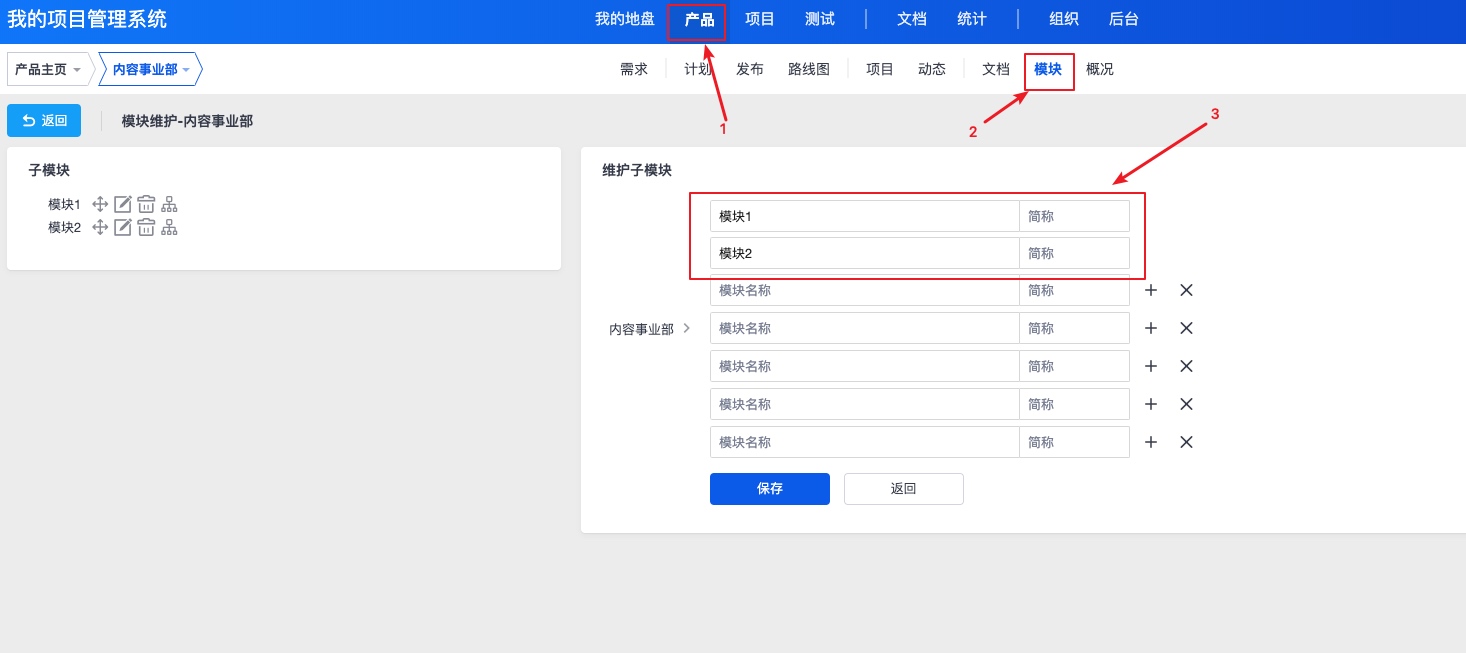 我的项目管理系统
我的地盘 产品 项目 测试 文档 统计 组织 后台
产品主页 内容事业部
需求 计划 发布 路线图 项目 动态 文档 模块 概况
返回 模块维护-内容事业部
1
2
3
子模块
模块1
模块2
维护子模块
模块1 简称
模块2 简称
模块名称 简称
内容事业部 模块名称 简称
模块名称 简称
模块名称 简称
模块名称 简称
保存 返回